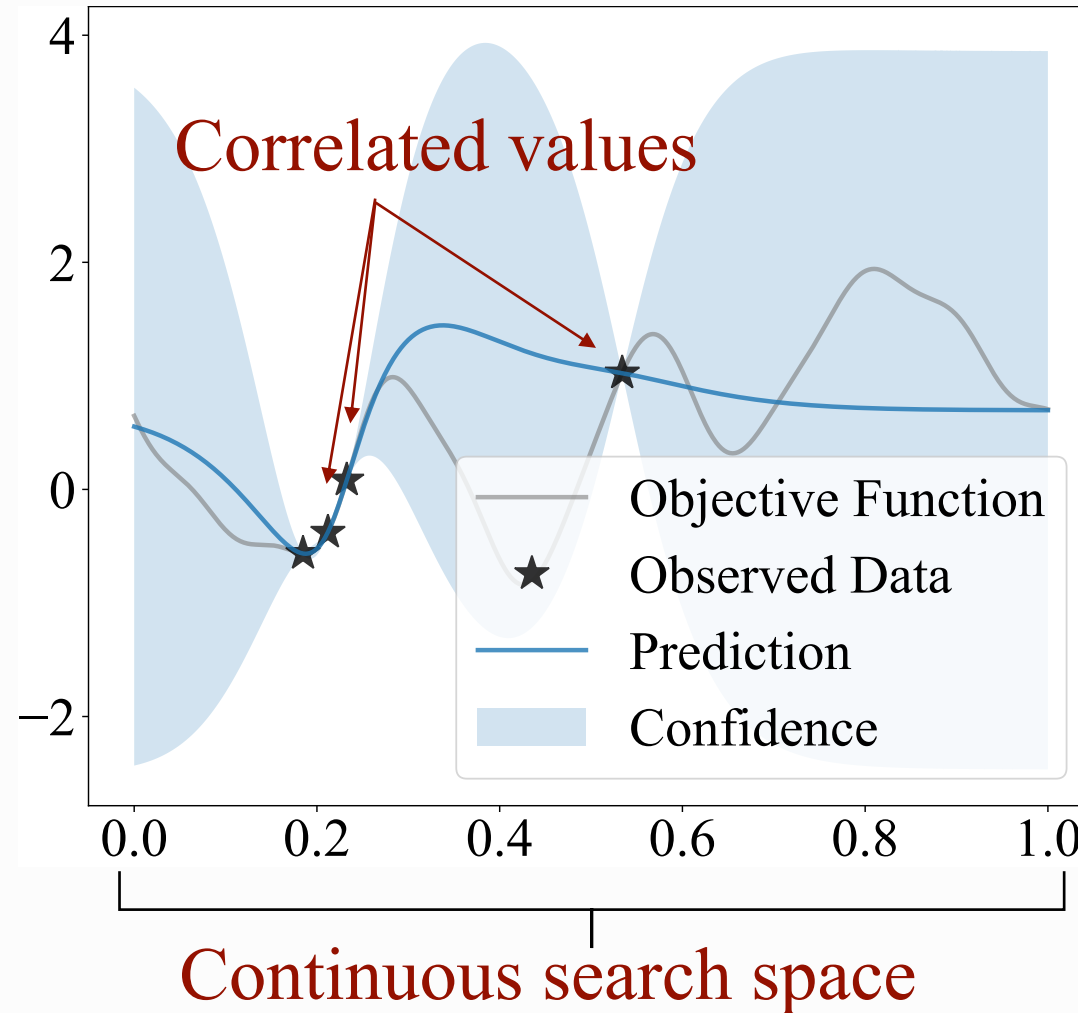 4
Correlated values
2
0
Objective Function
Observed Data
Prediction
−2
Confidence
0.0 0.2 0.4 0.6 0.8 1.0
Continuous search space